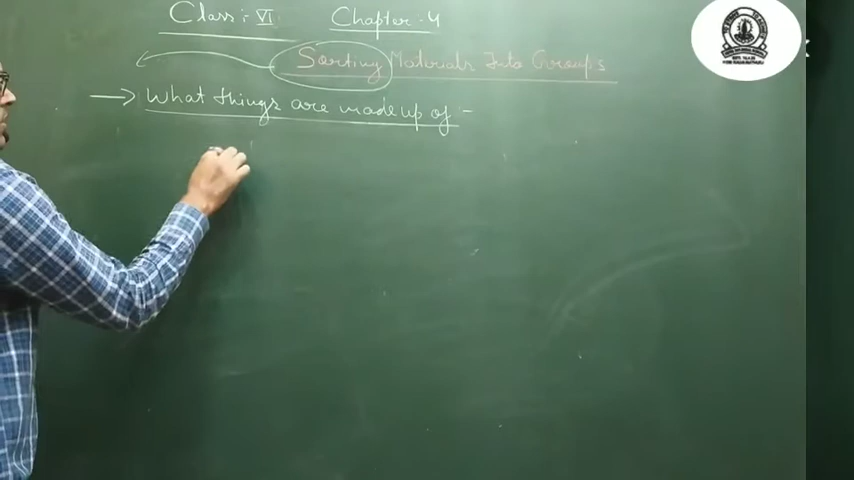 Class:- VI Chapter-4
Sorting Materials Into Groups
What things are made up of :-